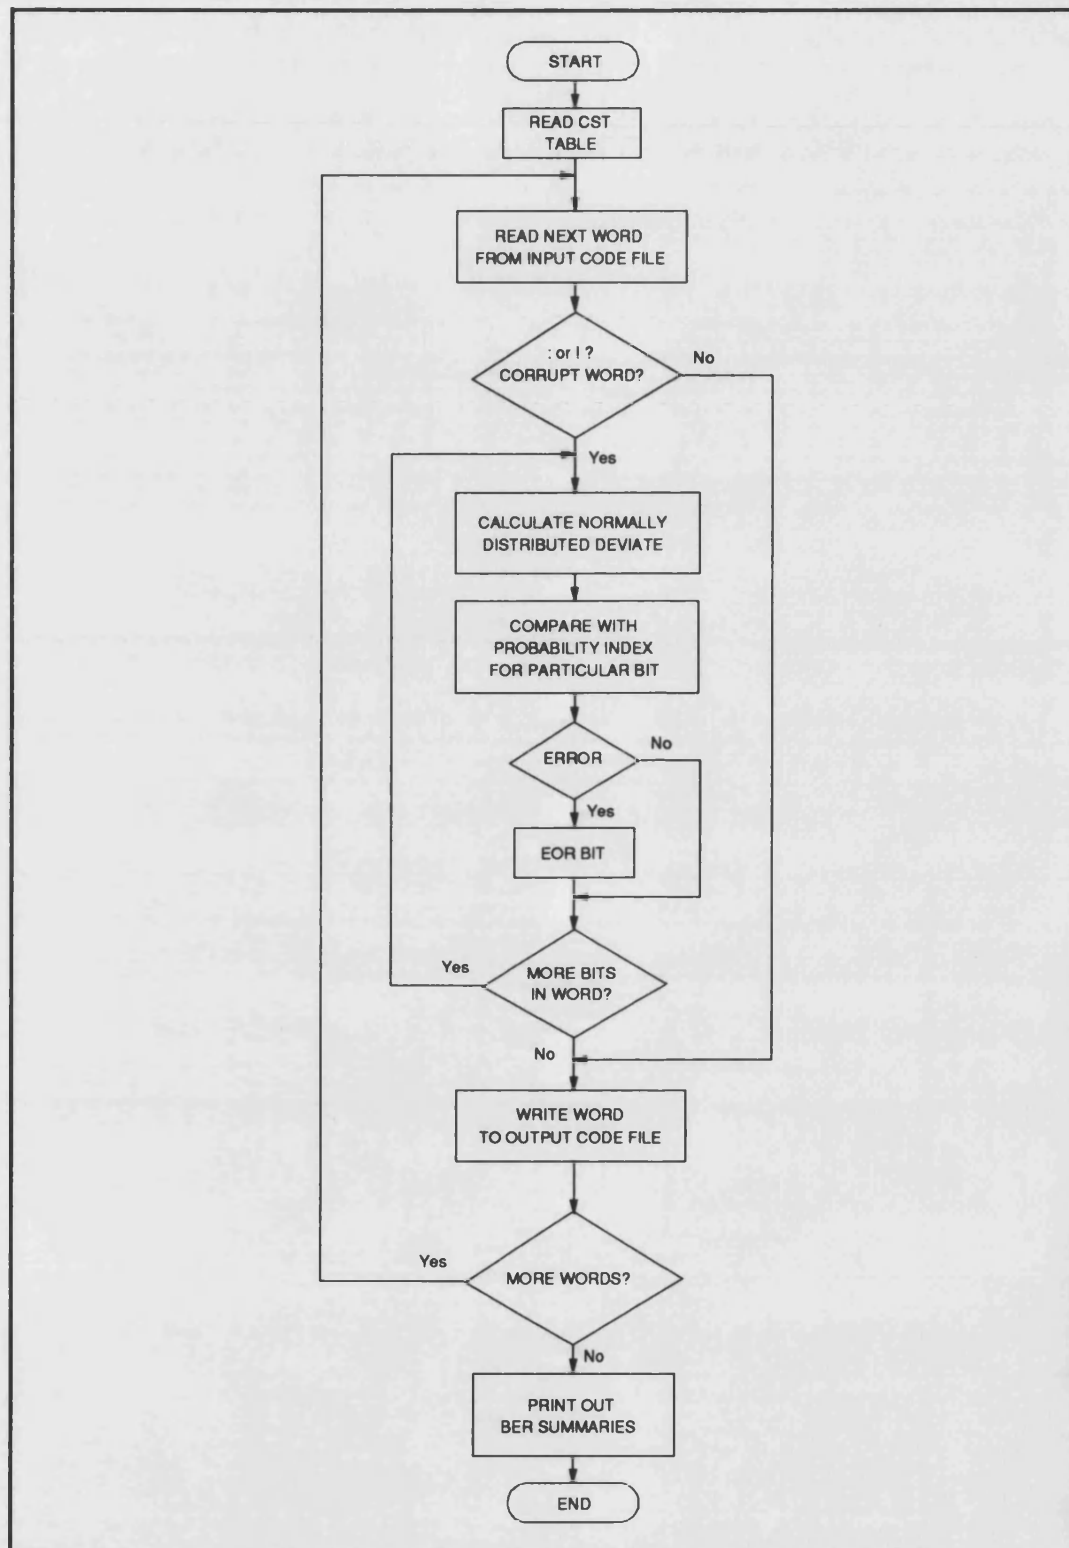 START
READ CST
TABLE
READ NEXT WORD
FROM INPUT CODE FILE
: or ! ?
CORRUPT WORD?
No
Yes
CALCULATE NORMALLY
DISTRIBUTED DEVIATE
COMPARE WITH
PROBABILITY INDEX
FOR PARTICULAR BIT
ERROR
No
Yes
EOR BIT
Yes
MORE BITS
IN WORD?
No
WRITE WORD
TO OUTPUT CODE FILE
Yes
MORE WORDS?
No
PRINT OUT
BER SUMMARIES
END